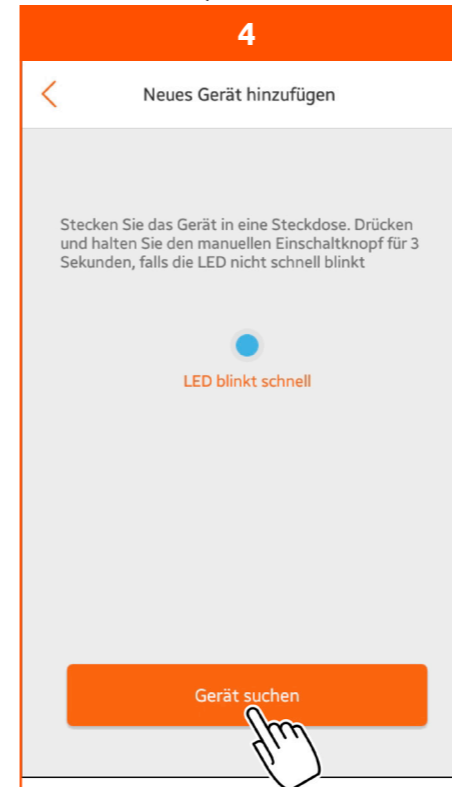 4
Neues Gerät hinzufügen
Stecken Sie das Gerät in eine Steckdose. Drücken
und halten Sie den manuellen Einschaltknopf für 3
Sekunden, falls die LED nicht schnell blinkt
LED blinkt schnell
Gerät suchen